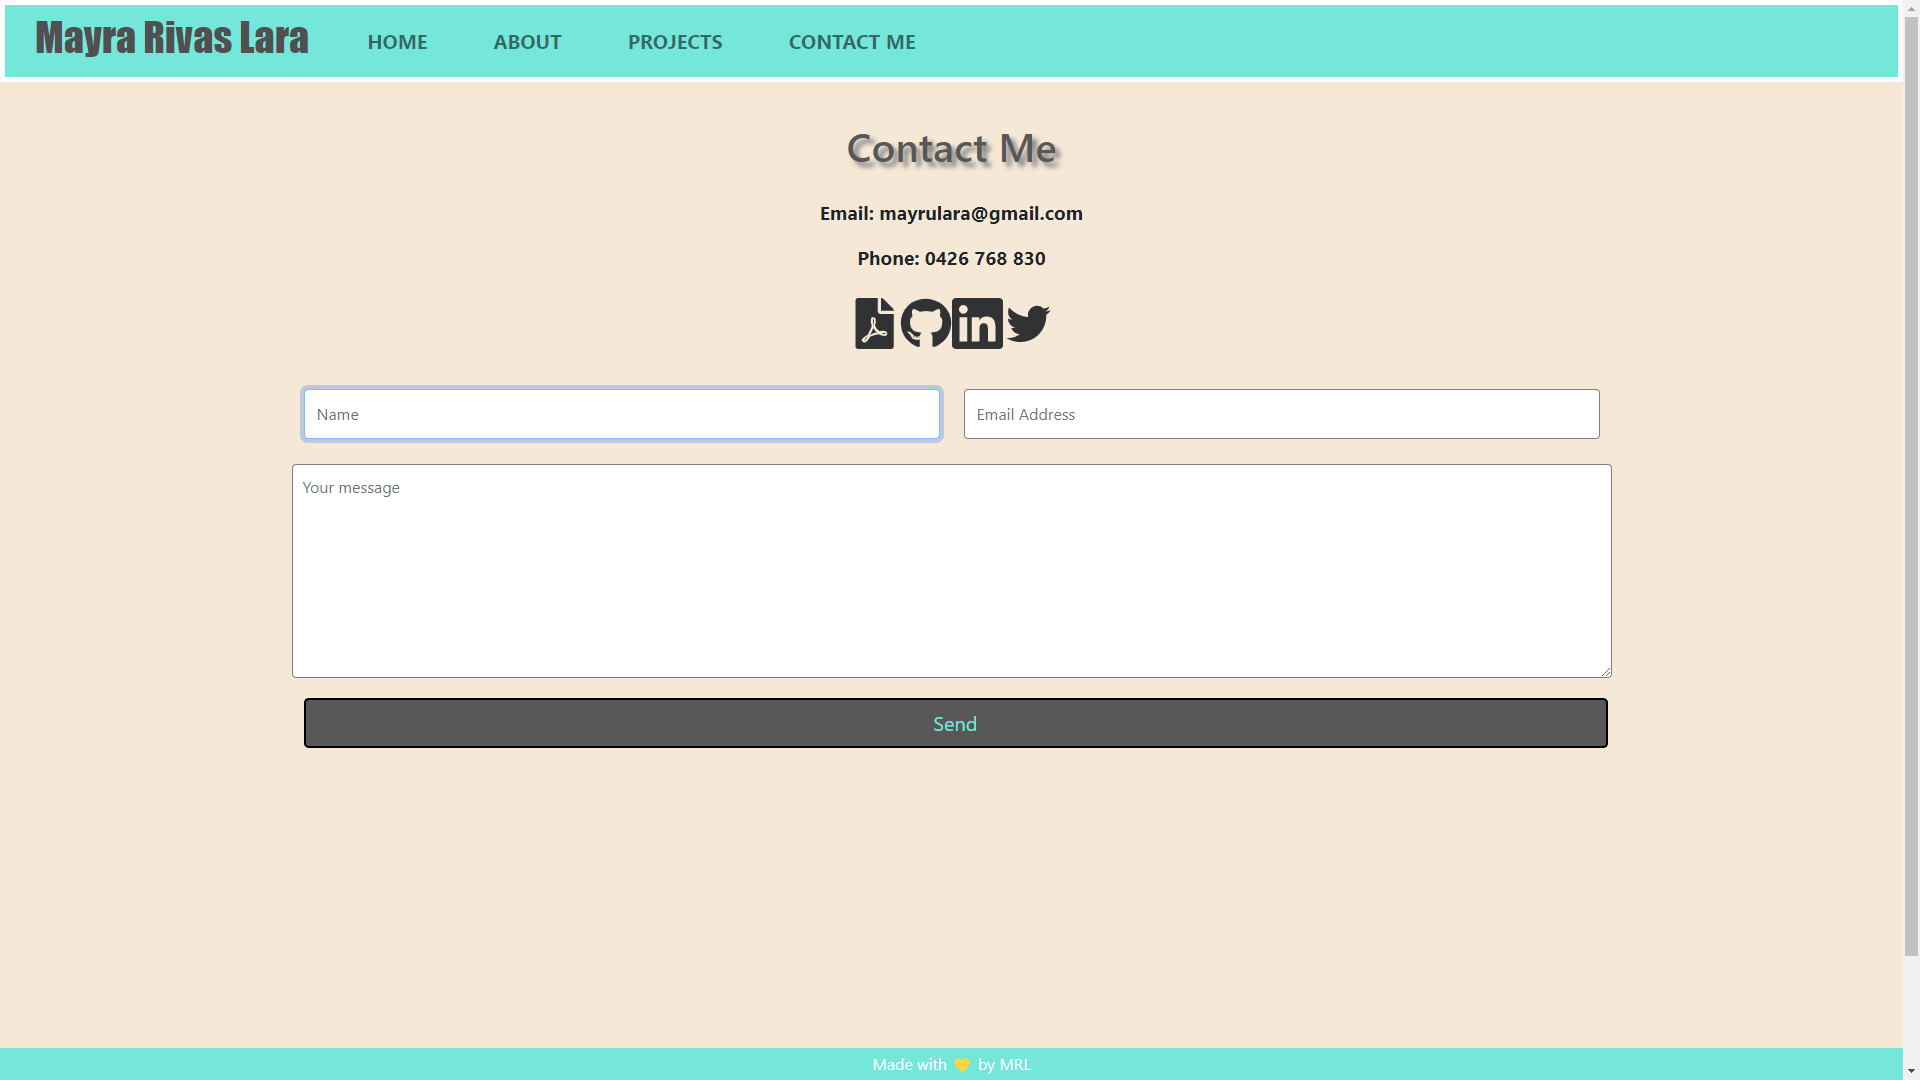 Mayra Rivas Lara HOME ABOUT PROJECTS CONTACT ME
Contact Me
Email: mayrulara@gmail.com
Phone: 0426 768 830
in
Name Email Address
Your message
Send
Made with 💛 by MRL